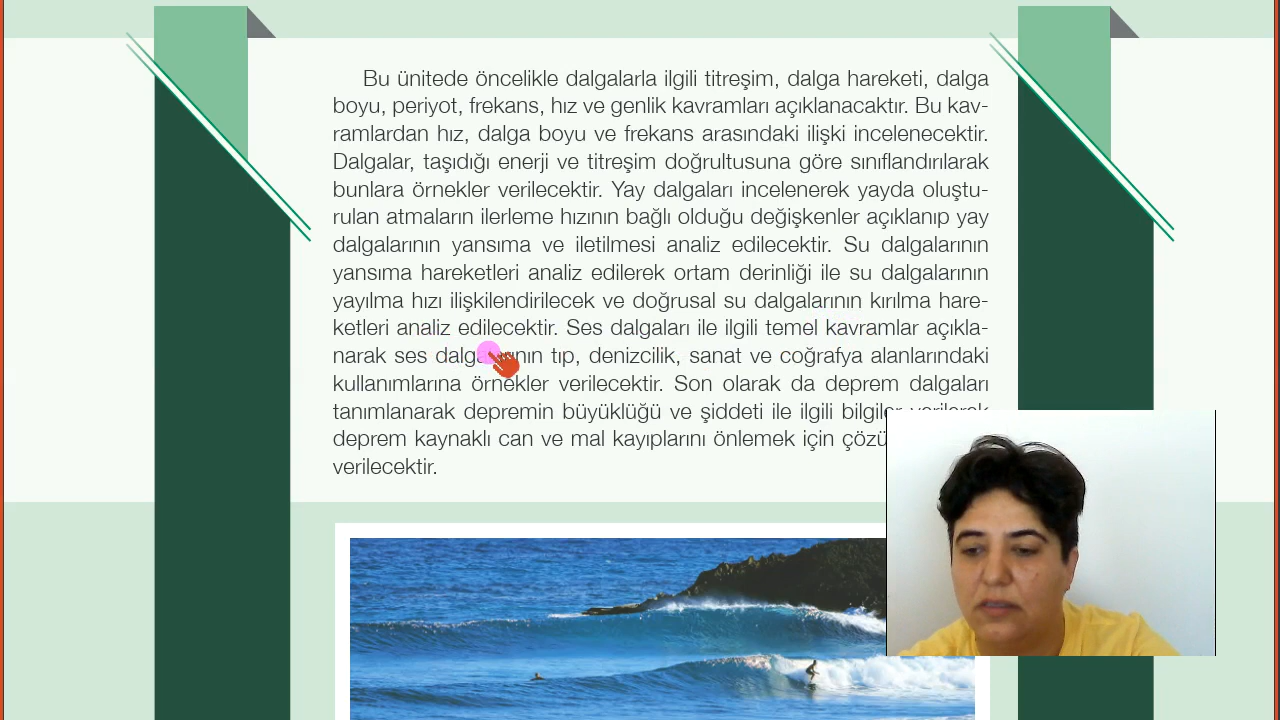 Bu ünitede öncelikle dalgalarla ilgili titreşim, dalga hareketi, dalga
boyu, periyot, frekans, hız ve genlik kavramları açıklanacaktır. Bu kav-
ramlardan hız, dalga boyu ve frekans arasındaki ilişki incelenecektir.
Dalgalar, taşıdığı enerji ve titreşim doğrultusuna göre sınıflandırılarak
bunlara örnekler verilecektir. Yay dalgaları incelenerek yayda oluştu-
rulan atmaların ilerleme hızının bağlı olduğu değişkenler açıklanıp yay
dalgalarının yansıma ve iletilmesi analiz edilecektir. Su dalgalarının
yansıma hareketleri analiz edilerek ortam derinliği ile su dalgalarının
yayılma hızı ilişkilendirilecek ve doğrusal su dalgalarının kırılma hare-
ketleri analiz edilecektir. Ses dalgaları ile ilgili temel kavramlar açıkla-
narak ses tıp, denizcilik, sanat ve coğrafya alanlarındaki
kullanımlarına örnekler verilecektir. Son olarak da deprem dalgaları
tanımlanarak depremin büyüklüğü ve şiddeti ile ilgili
deprem kaynaklı can ve mal kayıplarını önlemek için
verilecektir.